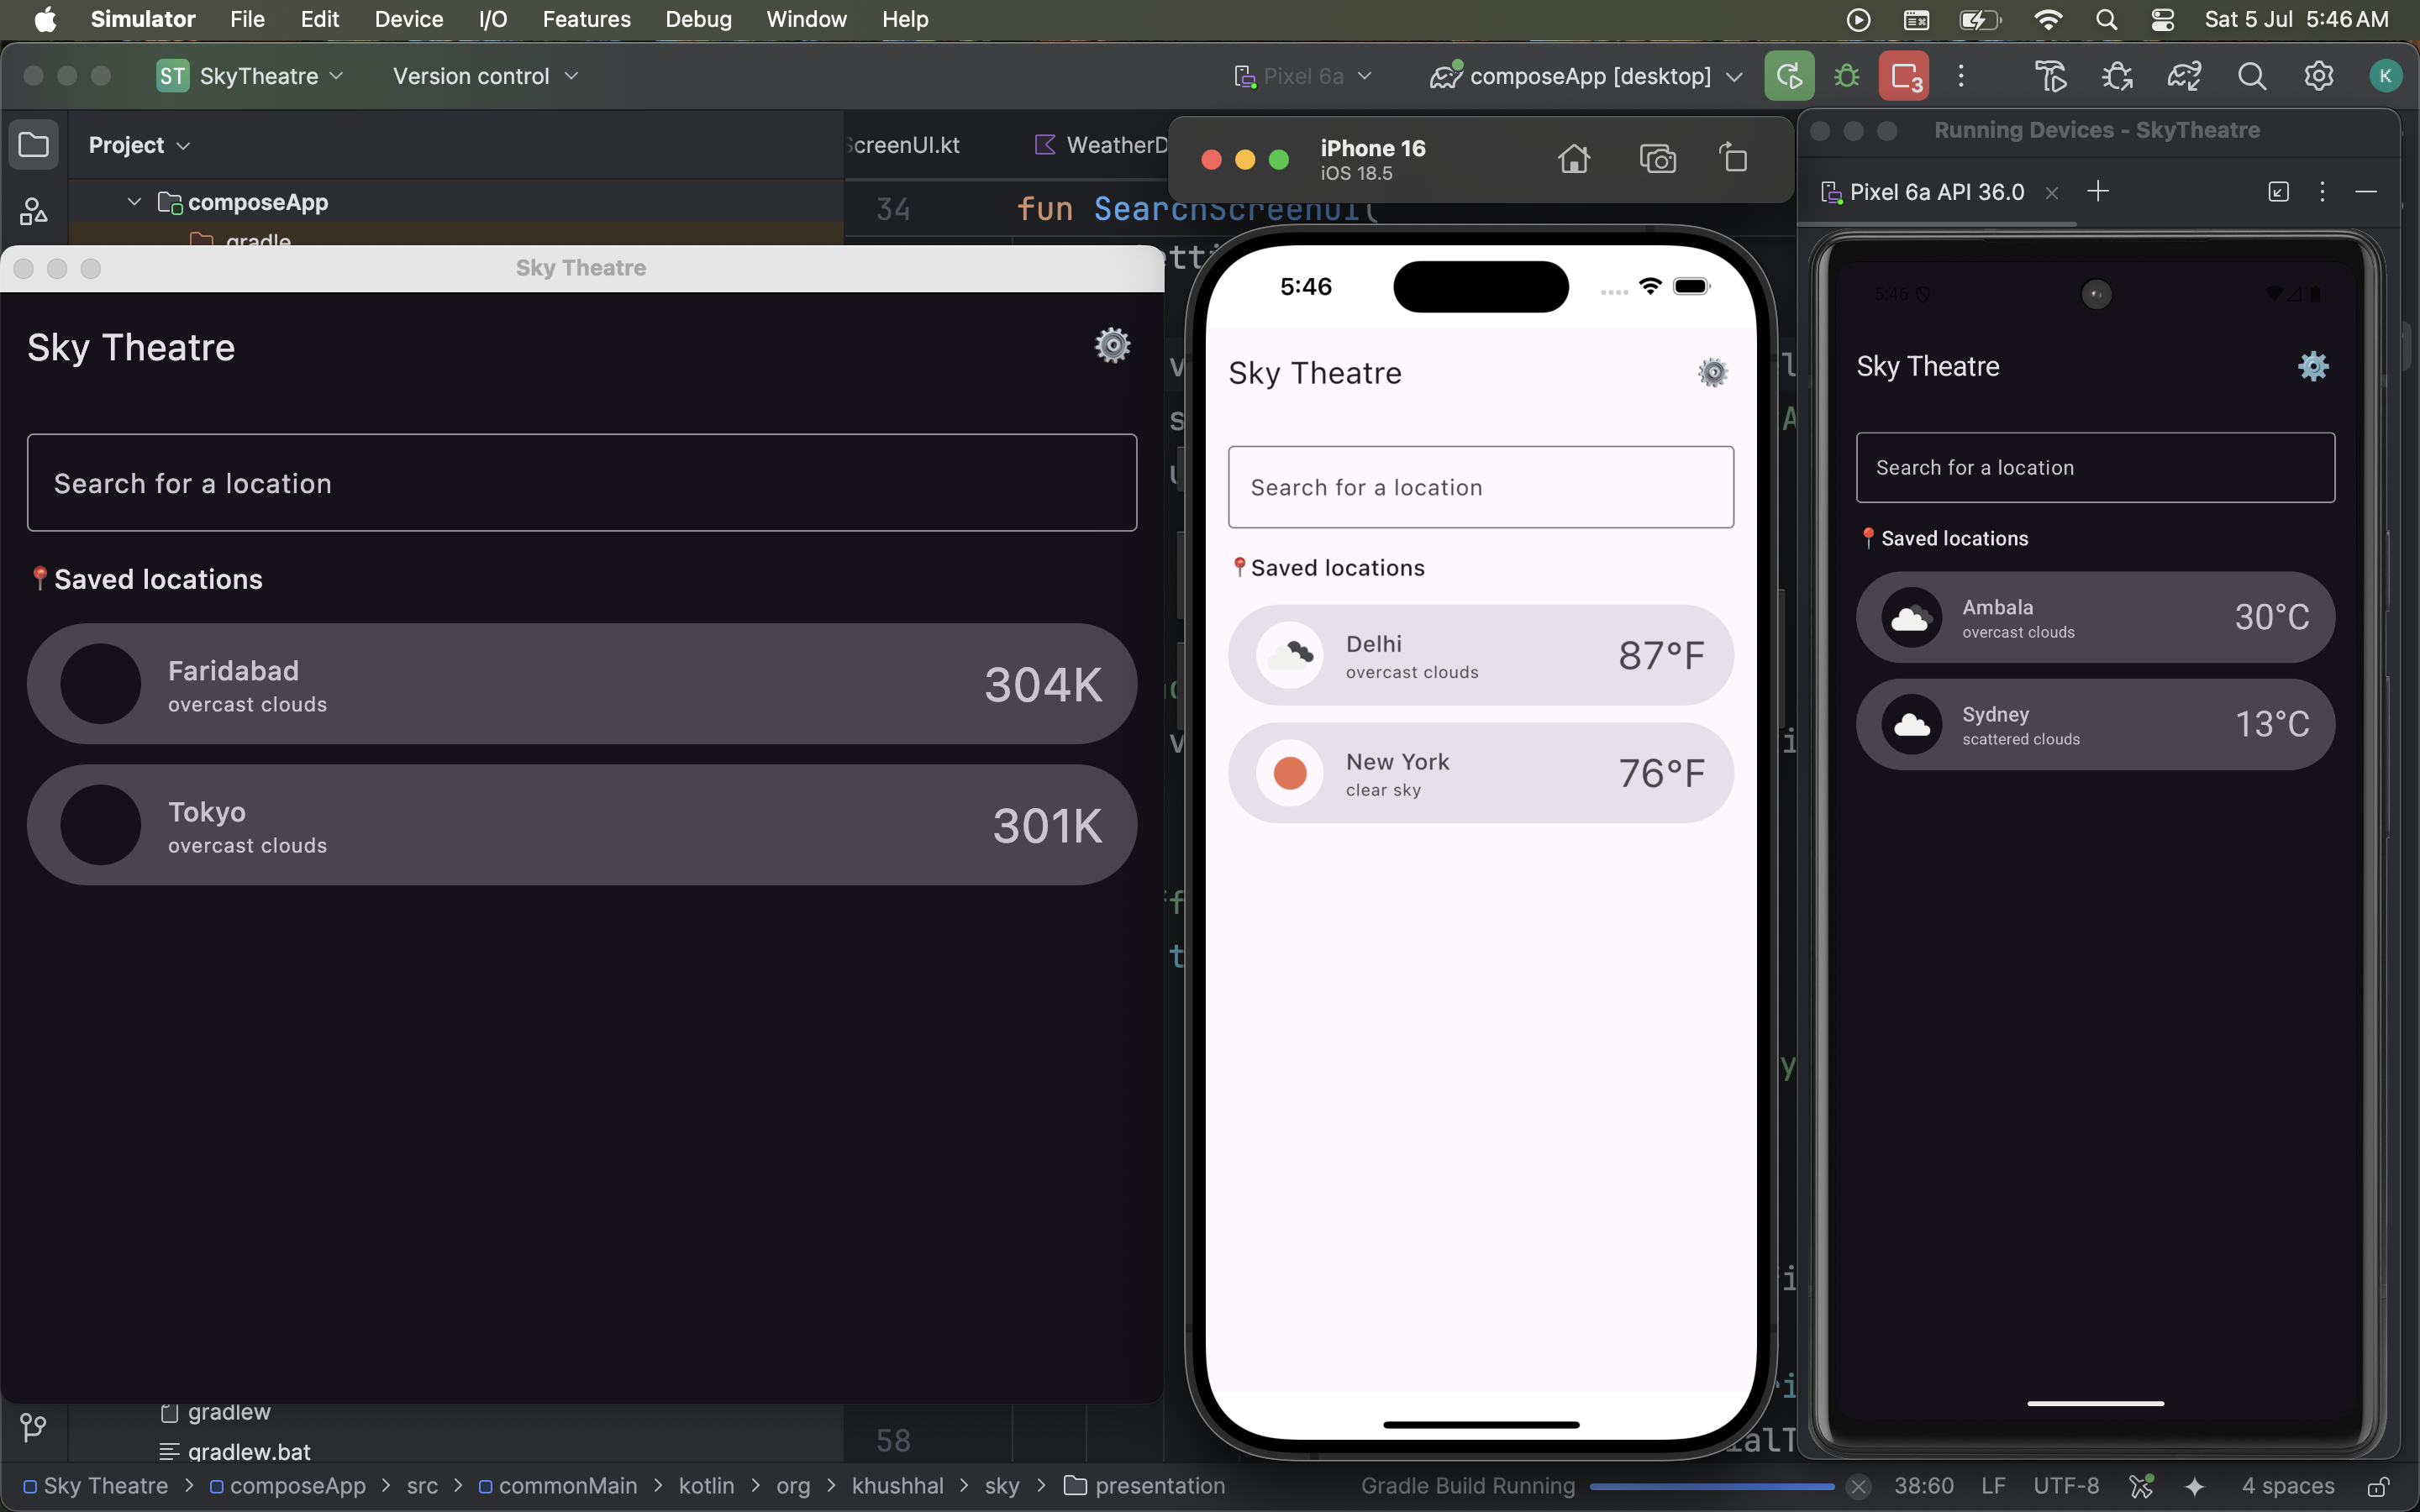 Simulator File Edit Device I/O Features Debug Window Help Sat 5 Jul 5:46 AM
ST SkyTheatre Version control Pixel 6a composeApp [desktop] 3 K
Project
composeApp
gradle
ScreenUI.kt WeatherD
34 fun SearchScreenUI(
Sky Theatre
Sky Theatre
Search for a location
Saved locations
Faridabad
overcast clouds
304K
Tokyo
overcast clouds
301K
gradlew
gradlew.bat
58
iPhone 16
iOS 18.5
5:46
Sky Theatre
Search for a location
Saved locations
Delhi
overcast clouds
87°F
New York
clear sky
76°F
Running Devices - SkyTheatre
Pixel 6a API 36.0
5:46
Sky Theatre
Search for a location
Saved locations
Ambala
overcast clouds
30°C
Sydney
scattered clouds
13°C
Sky Theatre > composeApp > src > commonMain > kotlin > org > khushhal > sky > presentation
Gradle Build Running 38:60 LF UTF-8 4 spaces